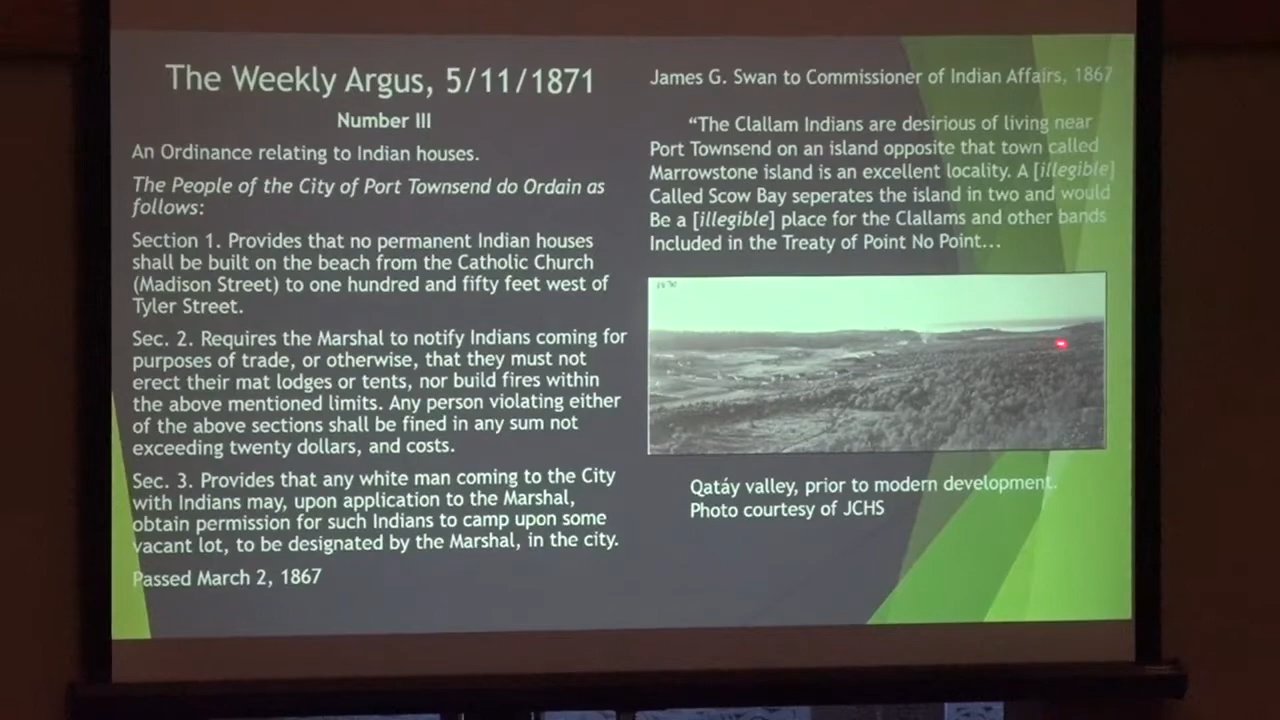 The Weekly Argus, 5/11/1871
Number III
An Ordinance relating to Indian houses.
The People of the City of Port Townsend do Ordain as
follows:
Section 1. Provides that no permanent Indian houses
shall be built on the beach from the Catholic Church
(Madison Street) to one hundred and fifty feet west of
Tyler Street.
Sec. 2. Requires the Marshal to notify Indians coming for
purposes of trade, or otherwise, that they must not
erect their mat lodges or tents, nor build fires within
the above mentioned limits. Any person violating either
of the above sections shall be fined in any sum not
exceeding twenty dollars, and costs.
Sec. 3. Provides that any white man coming to the City
with Indians may, upon application to the Marshal,
obtain permission for such Indians to camp upon some
vacant lot, to be designated by the Marshal, in the city.
Passed March 2, 1867
James G. Swan to Commissioner of Indian Affairs, 1867
“The Clallam Indians are desirious of living near
Port Townsend on an island opposite that town called
Marrowstone island is an excellent locality. A [illegible]
Called Scow Bay seperates the island in two and would
Be a [illegible] place for the Clallams and other bands
Included in the Treaty of Point No Point...
1870
Qatáy valley, prior to modern development.
Photo courtesy of JCHS